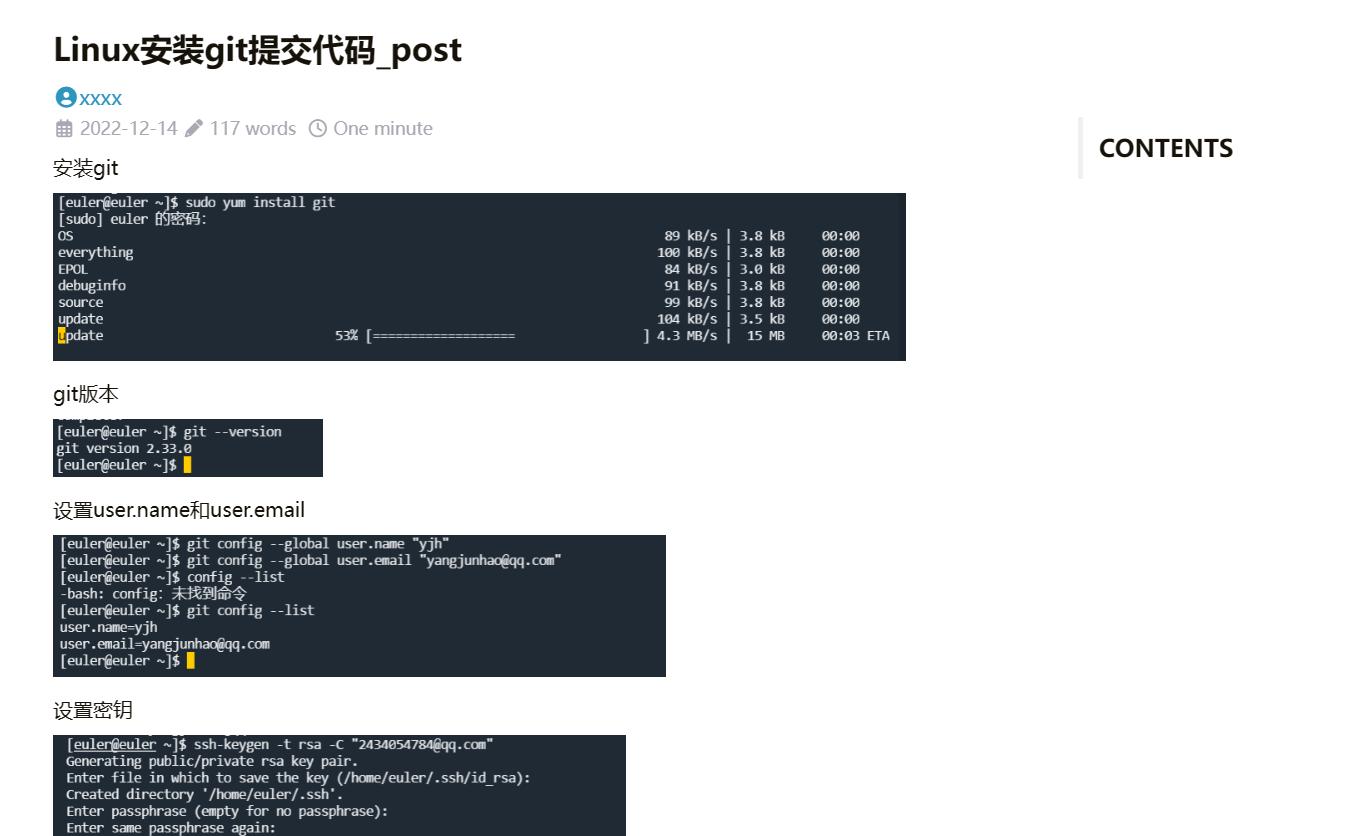 Linux安装git提交代码_post
xxxx
2022-12-14 117 words One minute
CONTENTS
安装git
[euler@euler ~]$ sudo yum install git
[sudo] euler 的密码:
OS 89 kB/s | 3.8 kB 00:00
everything 100 kB/s | 3.8 kB 00:00
EPOL 84 kB/s | 3.0 kB 00:00
debuginfo 91 kB/s | 3.8 kB 00:00
source 99 kB/s | 3.8 kB 00:00
update 104 kB/s | 3.5 kB 00:00
update 53% [=================== ] 4.3 MB/s | 15 MB 00:03 ETA
git版本
[euler@euler ~]$ git --version
git version 2.33.0
[euler@euler ~]$
设置user.name和user.email
[euler@euler ~]$ git config --global user.name "yjh"
[euler@euler ~]$ git config --global user.email "yangjunhao@qq.com"
[euler@euler ~]$ config --list
-bash: config: 未找到命令
[euler@euler ~]$ git config --list
user.name=yjh
user.email=yangjunhao@qq.com
[euler@euler ~]$
设置密钥
[euler@euler ~]$ ssh-keygen -t rsa -C "2434054784@qq.com"
Generating public/private rsa key pair.
Enter file in which to save the key (/home/euler/.ssh/id_rsa):
Created directory '/home/euler/.ssh'.
Enter passphrase (empty for no passphrase):
Enter same passphrase again: